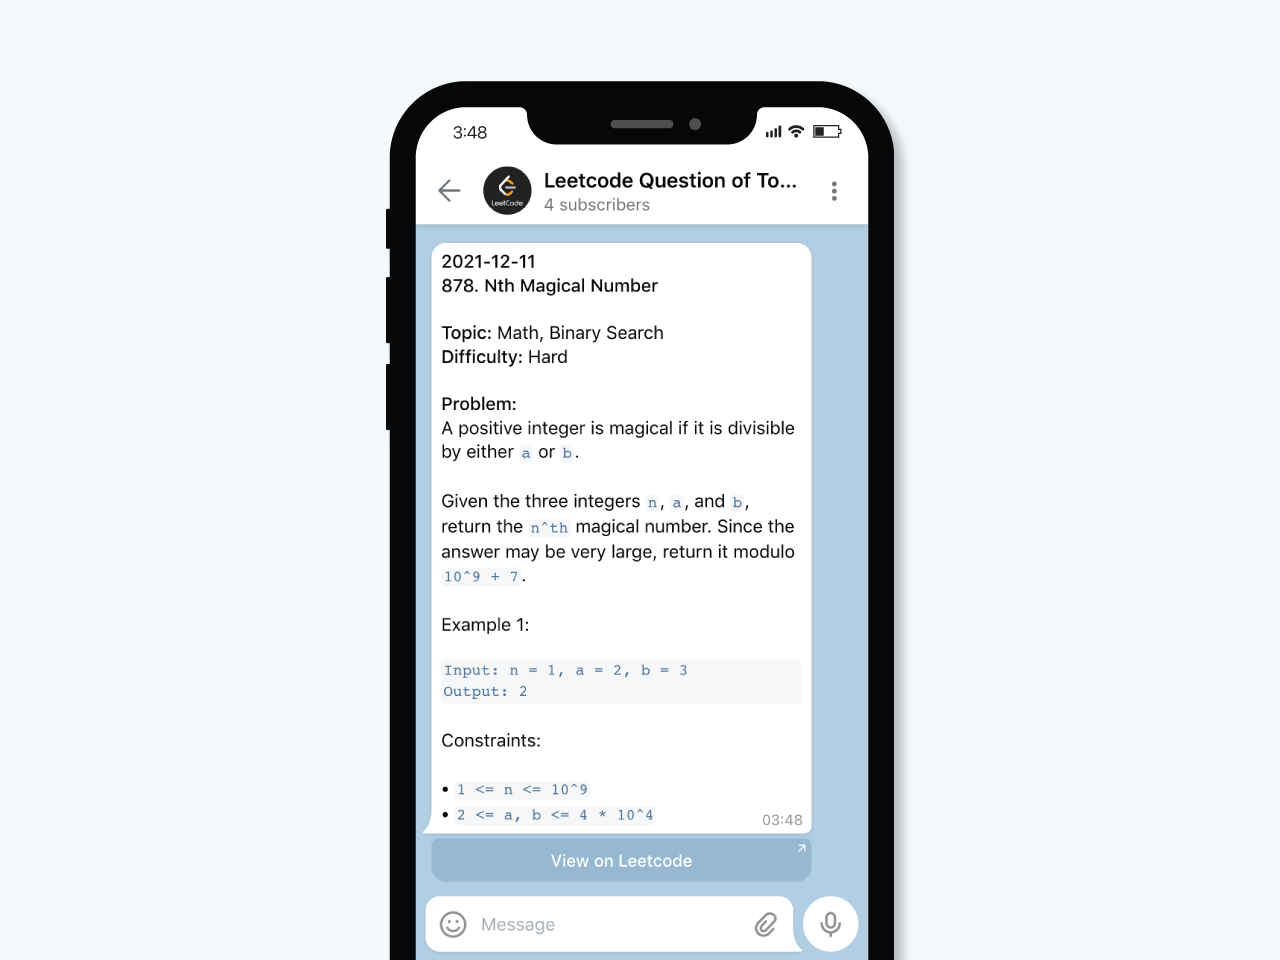 3:48
Leetcode Question of To...
4 subscribers
LeetCode
2021-12-11
878. Nth Magical Number
Topic: Math, Binary Search
Difficulty: Hard
Problem:
A positive integer is magical if it is divisible
by either a or b.
Given the three integers n, a, and b,
return the n^th magical number. Since the
answer may be very large, return it modulo
10^9 + 7.
Example 1:
Input: n = 1, a = 2, b = 3
Output: 2
Constraints:
• 1 <= n <= 10^9
• 2 <= a, b <= 4 * 10^4
03:48
View on Leetcode
Message